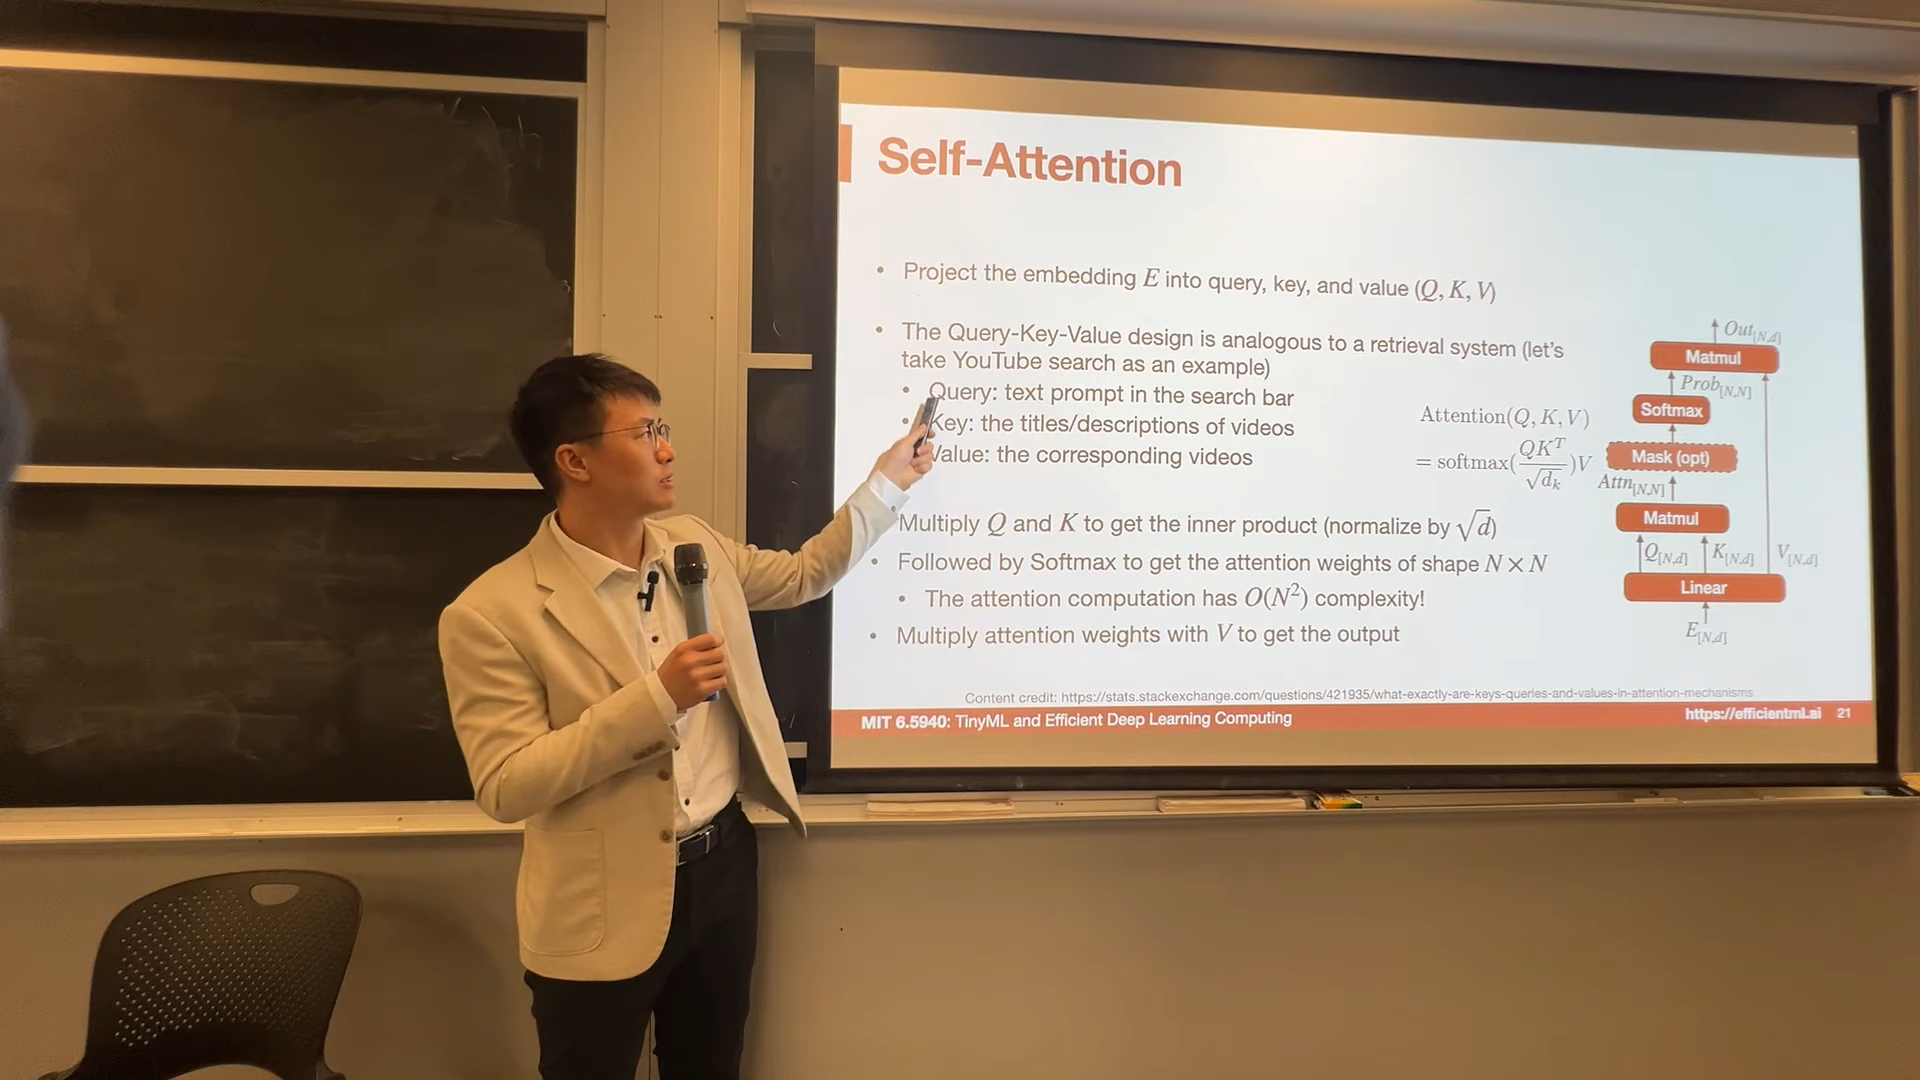 Self-Attention
• Project the embedding E into query, key, and value (Q, K, V)
• The Query-Key-Value design is analogous to a retrieval system (let's
take YouTube search as an example)
• Query: text prompt in the search bar
• Key: the titles/descriptions of videos
Value: the corresponding videos
Multiply Q and K to get the inner product (normalize by √d)
• Followed by Softmax to get the attention weights of shape N × N
• The attention computation has O(N²) complexity!
• Multiply attention weights with V to get the output
Attention(Q, K, V)
= softmax(QKᵀ/√dₖ)V
Out[N,d]
Matmul
Prob[N,N]
Softmax
Mask (opt)
Attn[N,N]
Matmul
Q[N,d] K[N,d] V[N,d]
Linear
E[N,d]
Content credit: https://stats.stackexchange.com/questions/421935/what-exactly-are-keys-queries-and-values-in-attention-mechanisms
MIT 6.5940: TinyML and Efficient Deep Learning Computing
https://efficientml.ai 21